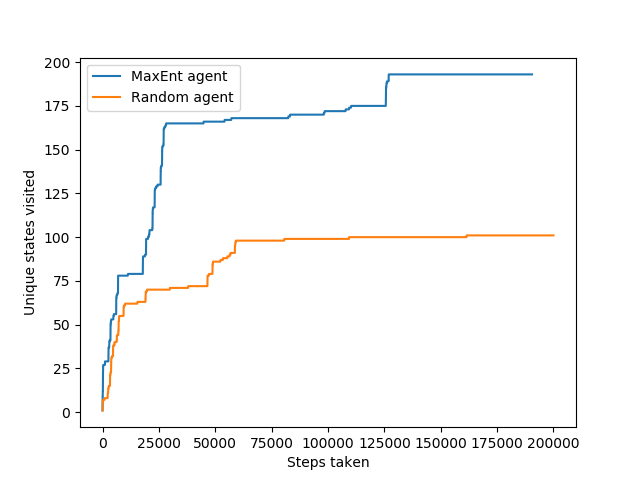 200
175
150
125
100
75
50
25
0
Unique states visited
MaxEnt agent
Random agent
0 25000 50000 75000 100000 125000 150000 175000 200000
Steps taken